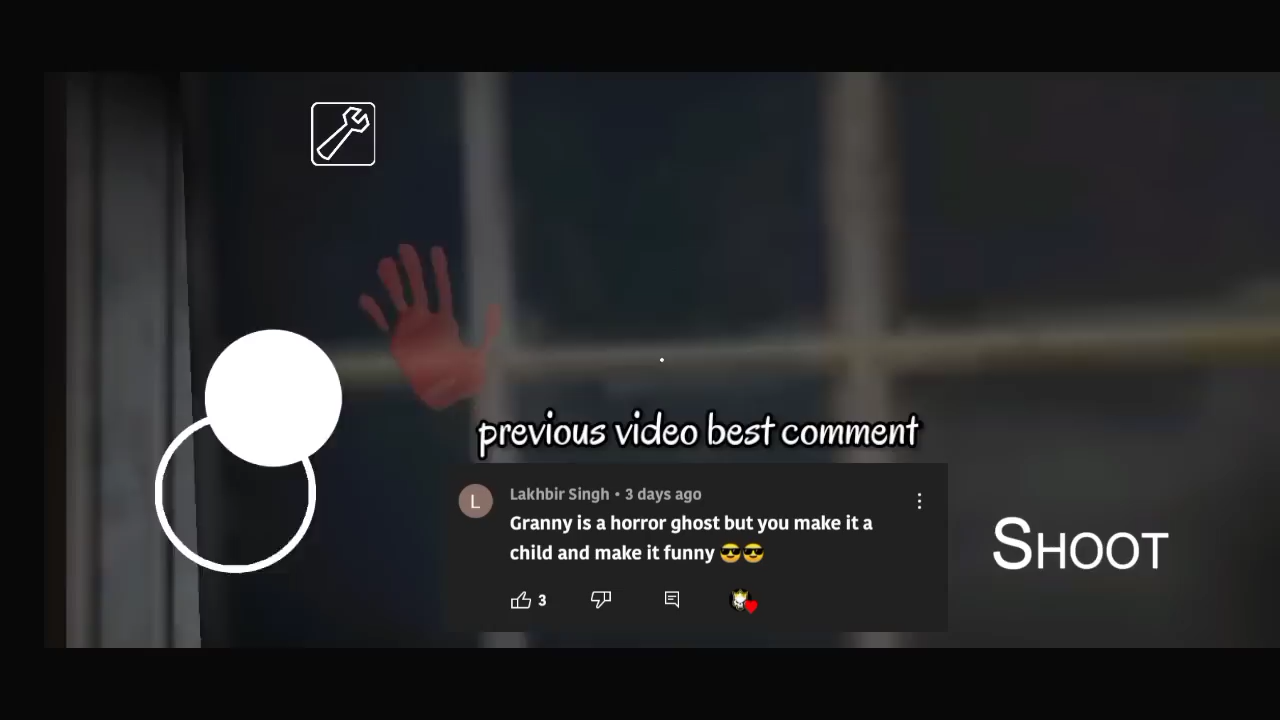 previous video best comment
L
Lakhbir Singh • 3 days ago
Granny is a horror ghost but you make it a
child and make it funny 😎😎
3
SHOOT